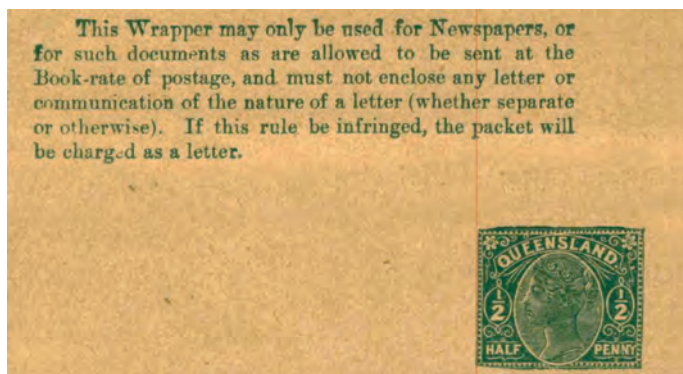 This Wrapper may only be used for Newspapers, or
for such documents as are allowed to be sent at the
Book-rate of postage, and must not enclose any letter or
communication of the nature of a letter (whether separate
or otherwise). If this rule be infringed, the packet will
be charged as a letter.
QUEENSLAND
½ ½
HALF PENNY